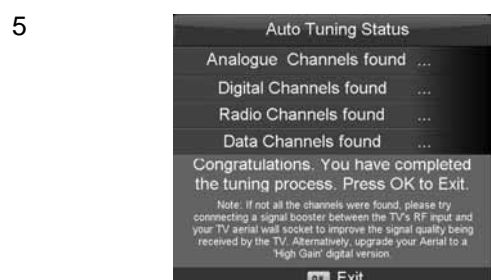 5
Auto Tuning Status
Analogue Channels found ...
Digital Channels found ...
Radio Channels found ...
Data Channels found ...
Congratulations. You have completed
the tuning process. Press OK to Exit.
Note: If not all the channels were found, please try
connnecting a signal booster between the TV's RF input and
your TV aerial wall socket to improve the signal quality being
received by the TV. Alternatively, upgrade your Aerial to a
'High Gain' digital version.
OK Exit